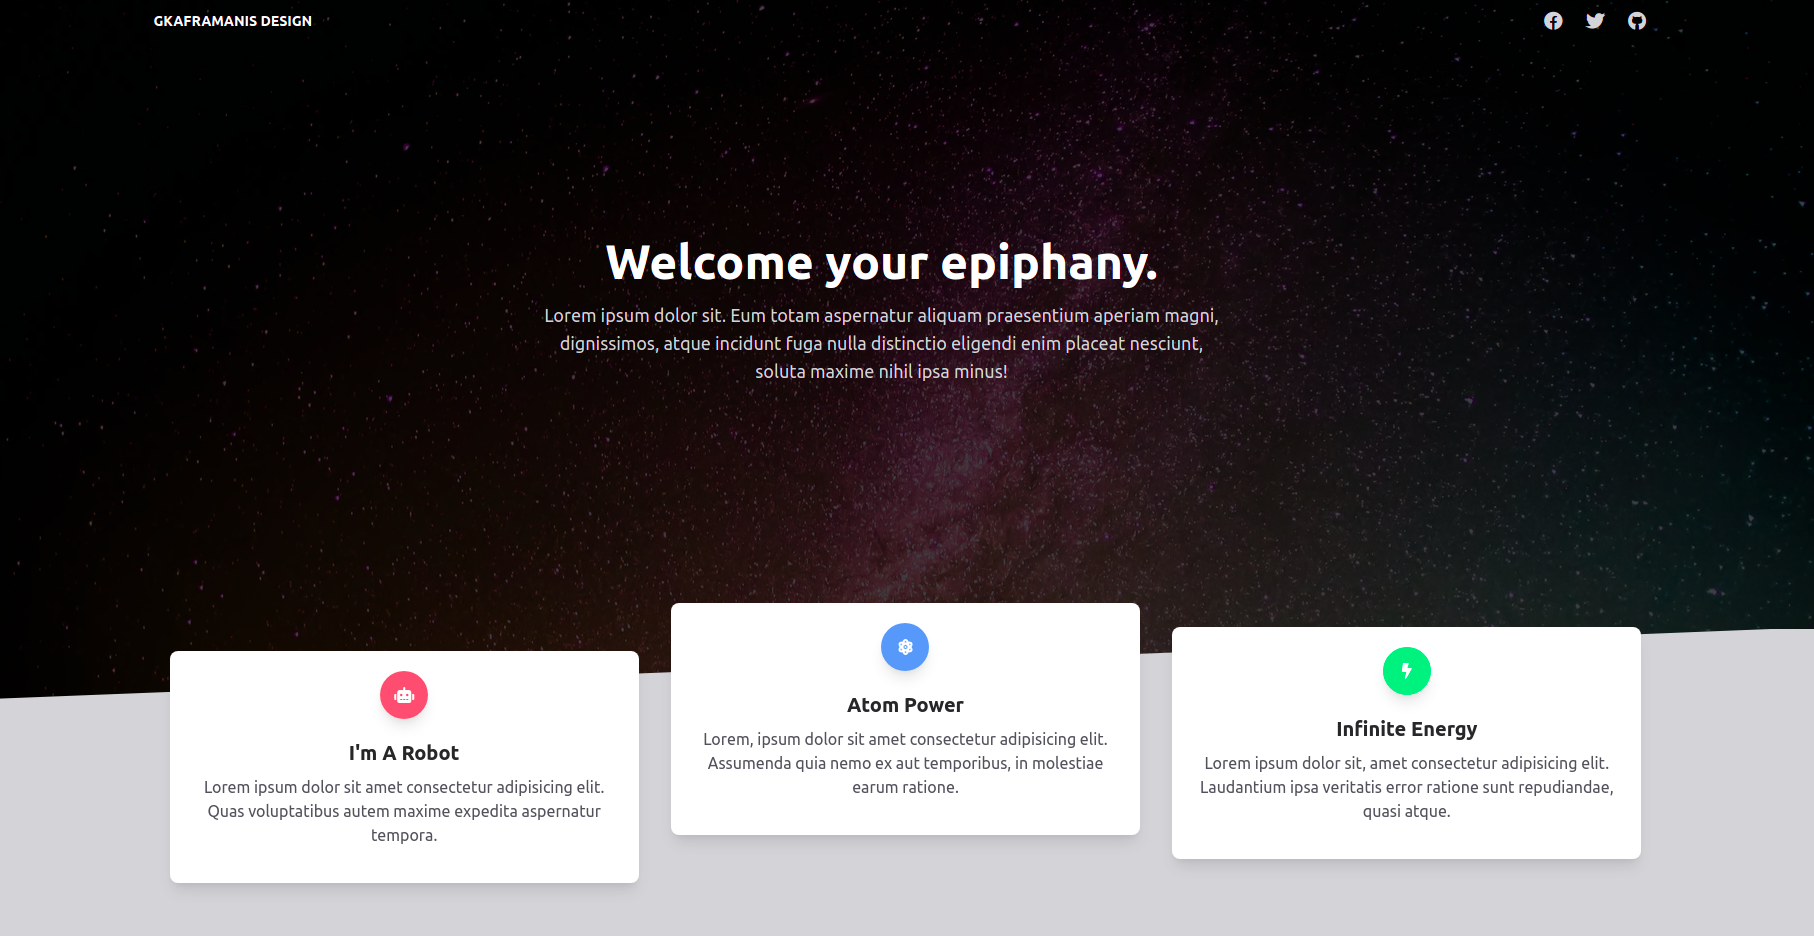 GKAFRAMANIS DESIGN
Welcome your epiphany.
Lorem ipsum dolor sit. Eum totam aspernatur aliquam praesentium aperiam magni,
dignissimos, atque incidunt fuga nulla distinctio eligendi enim placeat nesciunt,
soluta maxime nihil ipsa minus!
I'm A Robot
Lorem ipsum dolor sit amet consectetur adipisicing elit.
Quas voluptatibus autem maxime expedita aspernatur
tempora.
Atom Power
Lorem, ipsum dolor sit amet consectetur adipisicing elit.
Assumenda quia nemo ex aut temporibus, in molestiae
earum ratione.
Infinite Energy
Lorem ipsum dolor sit, amet consectetur adipisicing elit.
Laudantium ipsa veritatis error ratione sunt repudiandae,
quasi atque.